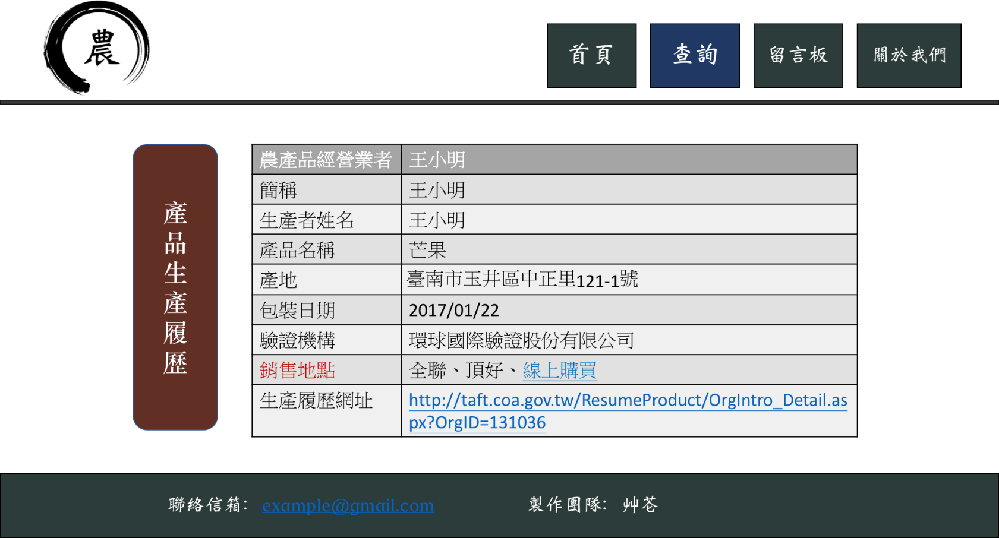 農
首頁
查詢
留言板
關於我們
產品生產履歷
農產品經營業者 王小明
簡稱 王小明
生產者姓名 王小明
產品名稱 芒果
產地 臺南市玉井區中正里121-1號
包裝日期 2017/01/22
驗證機構 環球國際驗證股份有限公司
銷售地點 全聯、頂好、線上購買
生產履歷網址 http://taft.coa.gov.tw/ResumeProduct/OrgIntro_Detail.as
px?OrgID=131036
聯絡信箱: example@gmail.com
製作團隊: 艸芲